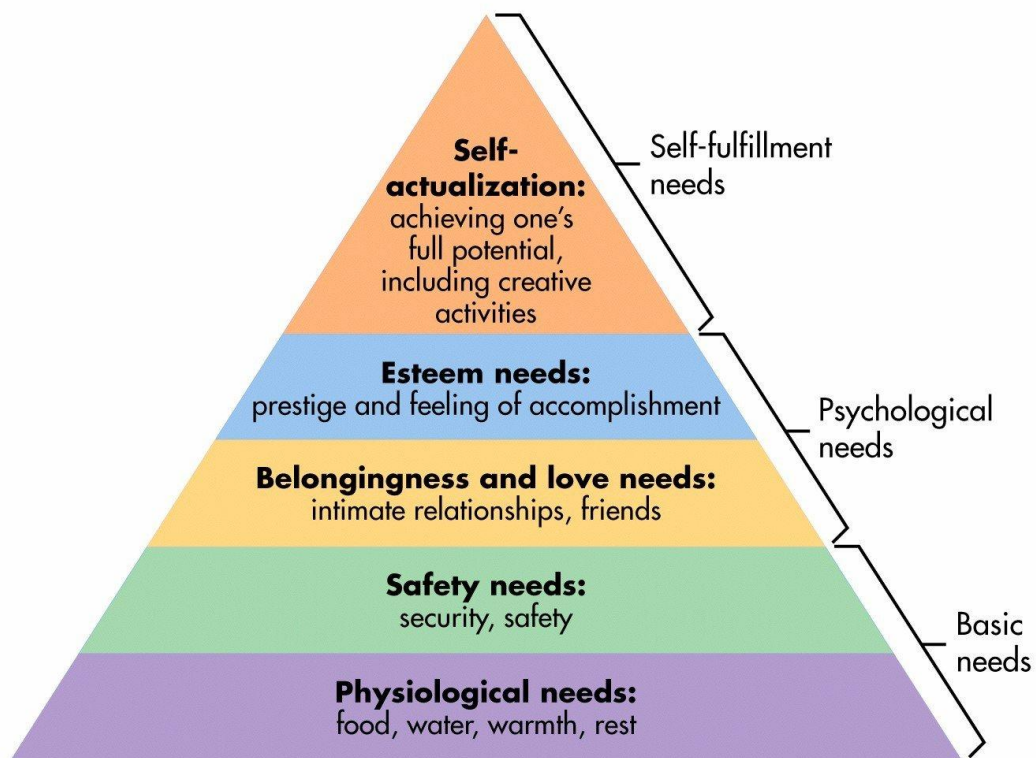 Self-
actualization:
achieving one's
full potential,
including creative
activities
Self-fulfillment
needs
Esteem needs:
prestige and feeling of accomplishment
Belongingness and love needs:
intimate relationships, friends
Psychological
needs
Safety needs:
security, safety
Physiological needs:
food, water, warmth, rest
Basic
needs